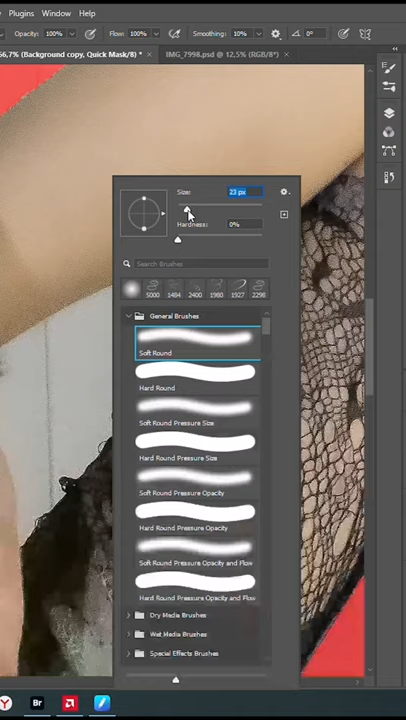 Plugins Window Help
Opacity: 100% Flow: 100% Smoothing: 10% 0°
66,7% (Background copy, Quick Mask/8) * × IMG_7998.psd @ 12,5% (RGB/8*) ×
Size: 23 px
Hardness: 0%
Search Brushes
5000 1484 2400 1980 1927 2298
General Brushes
Soft Round
Hard Round
Soft Round Pressure Size
Hard Round Pressure Size
Soft Round Pressure Opacity
Hard Round Pressure Opacity
Soft Round Pressure Opacity and Flow
Hard Round Pressure Opacity and Flow
Dry Media Brushes
Wet Media Brushes
Special Effects Brushes
Y Br